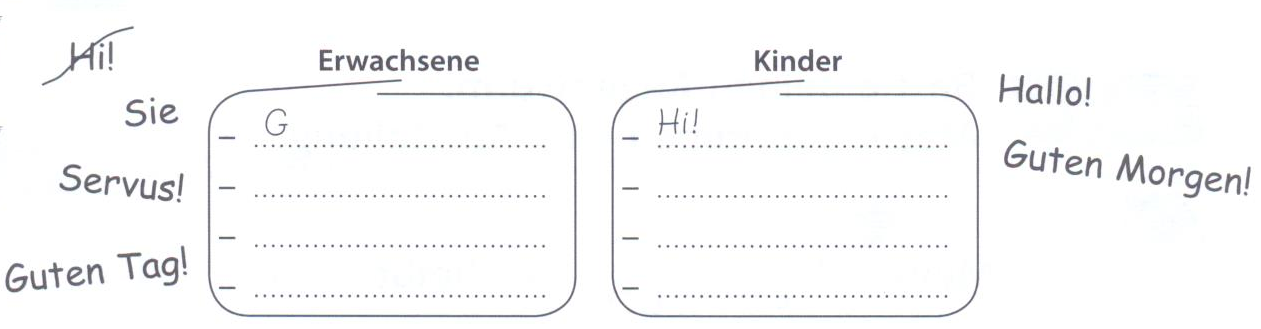 Hi!
Erwachsene
Kinder
Hallo!
Sie
– G
– Hi!
Guten Morgen!
Servus!
–
–
–
–
Guten Tag!
–
–